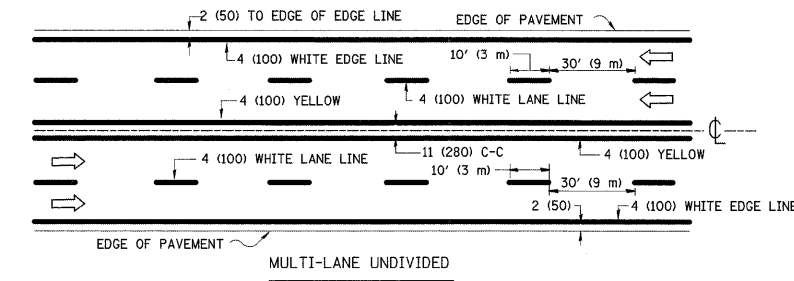 2 (50) TO EDGE OF EDGE LINE
EDGE OF PAVEMENT
4 (100) WHITE EDGE LINE
10' (3 m)
30' (9 m)
4 (100) YELLOW
4 (100) WHITE LANE LINE
℄
11 (280) C-C
4 (100) YELLOW
4 (100) WHITE LANE LINE
10' (3 m)
30' (9 m)
2 (50)
4 (100) WHITE EDGE LINE
EDGE OF PAVEMENT
MULTI-LANE UNDIVIDED